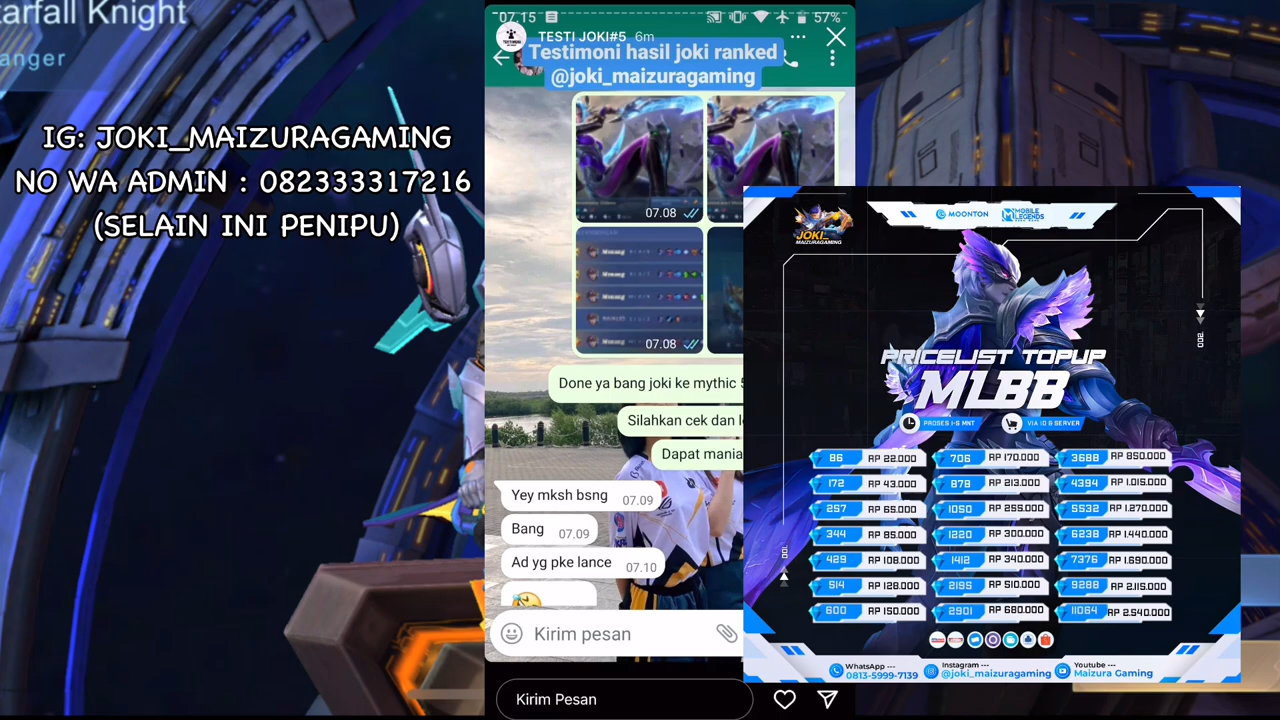 arfall Knight
anger
IG: JOKI_MAIZURAGAMING
NO WA ADMIN : 082333317216
(SELAIN INI PENIPU)
07.15
57%
TESTI JOKI#5 6m
Testimoni hasil joki ranked
@joki_maizuragaming
07.08
07.08
Done ya bang joki ke mythic 5
Silahkan cek dan l
Dapat mania
Yey mksh bsng 07.09
Bang 07.09
Ad yg pke lance 07.10
Kirim pesan
Kirim Pesan
JOKI_
MAIZURAGAMING
MOONTON
MOBILE LEGENDS
002
PRICELIST TOPUP
MLBB
PROSES 1-5 MNT
VIA ID & SERVER
86 RP 22.000 706 RP 170.000 3688 RP 850.000
172 RP 43.000 878 RP 213.000 4394 RP 1.015.000
257 RP 65.000 1050 RP 255.000 5532 RP 1.270.000
344 RP 85.000 1220 RP 300.000 6238 RP 1.440.000
429 RP 108.000 1412 RP 340.000 7376 RP 1.690.000
514 RP 128.000 2195 RP 510.000 9288 RP 2.115.000
600 RP 150.000 2901 RP 680.000 11064 RP 2.540.000
001
WhatsApp ---
0813-5999-7139
Instagram ---
@joki_maizuragaming
Youtube ---
Maizura Gaming